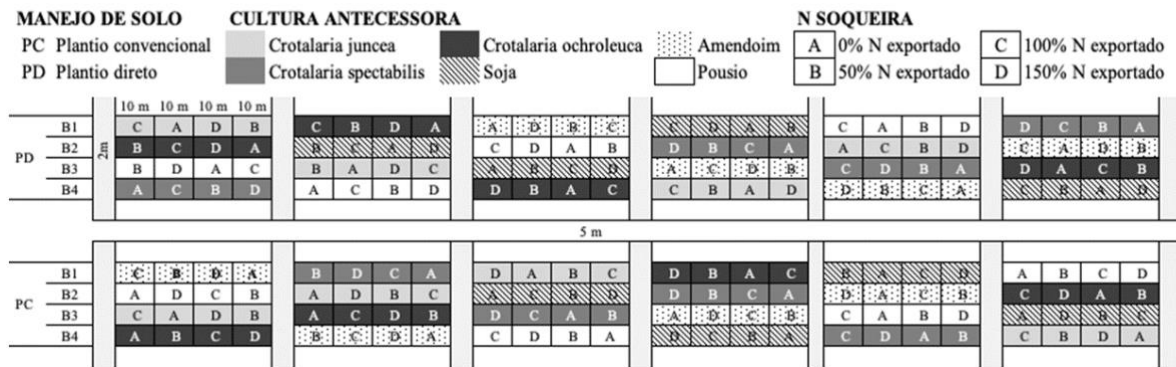 MANEJO DE SOLO CULTURA ANTECESSORA N SOQUEIRA
PC Plantio convencional Crotalaria juncea Crotalaria ochroleuca Amendoim A 0% N exportado C 100% N exportado
PD Plantio direto Crotalaria spectabilis Soja Pousio B 50% N exportado D 150% N exportado
10 m 10 m 10 m 10 m
B1 C A D B C B D A A D B C C D A B C A B D D C B A
B2 B C D A B C A D C D A B D B C A A C B D C A D B
B3 B D A C B A D C A B C D A C D B C D B A D A C B
B4 A C B D A C B D D B A C C B A D D B C A C B A D
PD
2m
5 m
B1 C B D A B D C A D A B C D B A C B A C D A B C D
B2 A D C B A D B C A C B D D B C A D A C B C D A B
B3 C A D B A C D B D C A B A D C B C A B D A D B C
B4 A B C D B C D A C D B A D C B A C D A B C B D A
PC